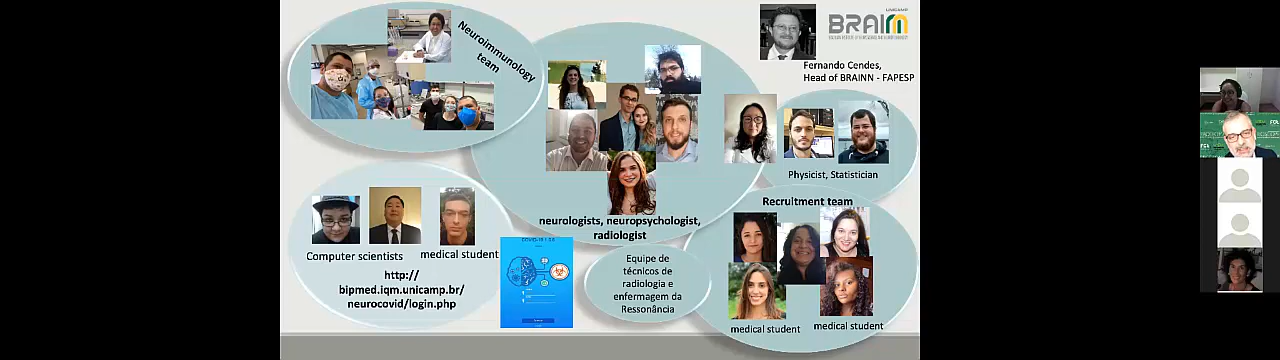 Neuroimmunology
team
UNICAMP
BRAINN
Fernando Cendes,
Head of BRAINN - FAPESP
Physicist, Statistician
neurologists, neuropsychologist,
radiologist
Recruitment team
Computer scientists
medical student
http://
bipmed.iqm.unicamp.br/
neurocovid/login.php
Equipe de
técnicos de
radiologia e
enfermagem da
Ressonância
medical student
medical student